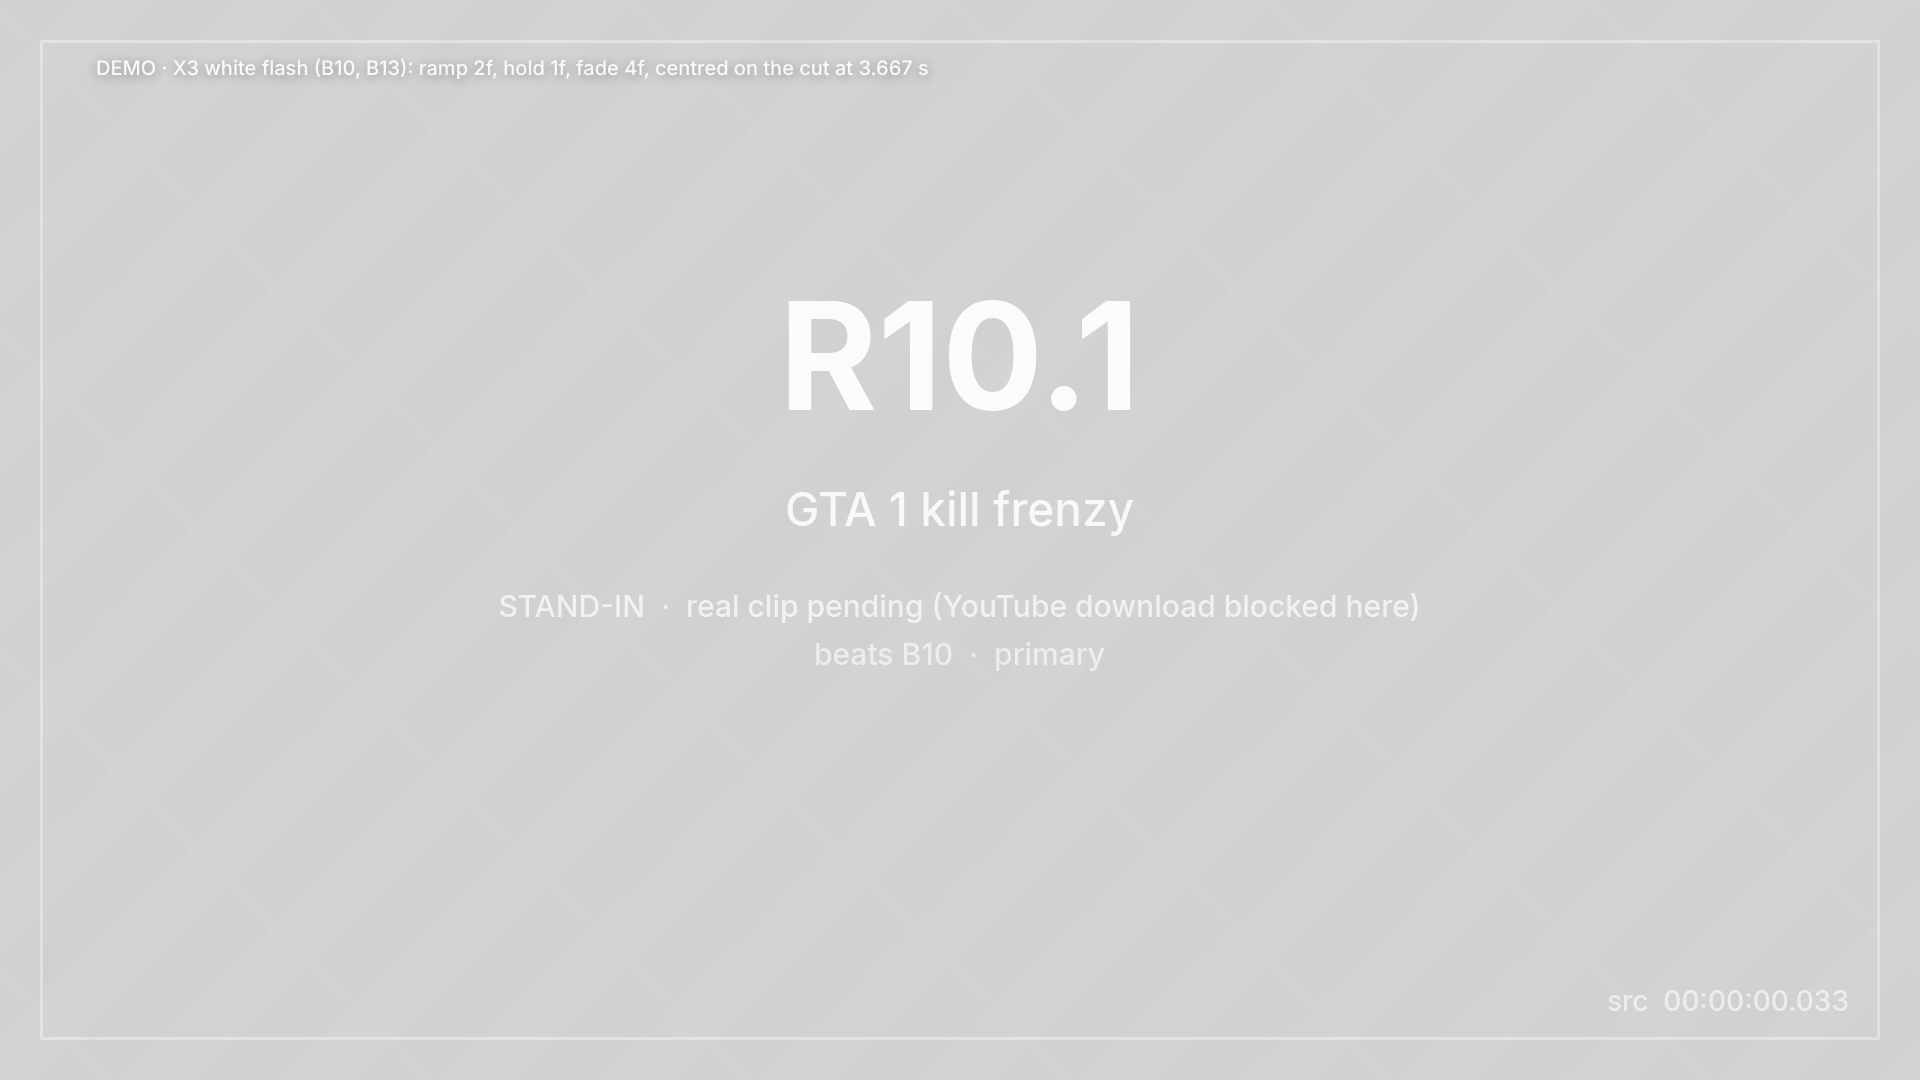 DEMO · X3 white flash (B10, B13): ramp 2f, hold 1f, fade 4f, centred on the cut at 3.667 s
R10.1
GTA 1 kill frenzy
STAND-IN · real clip pending (YouTube download blocked here)
beats B10 · primary
src 00:00:00.033